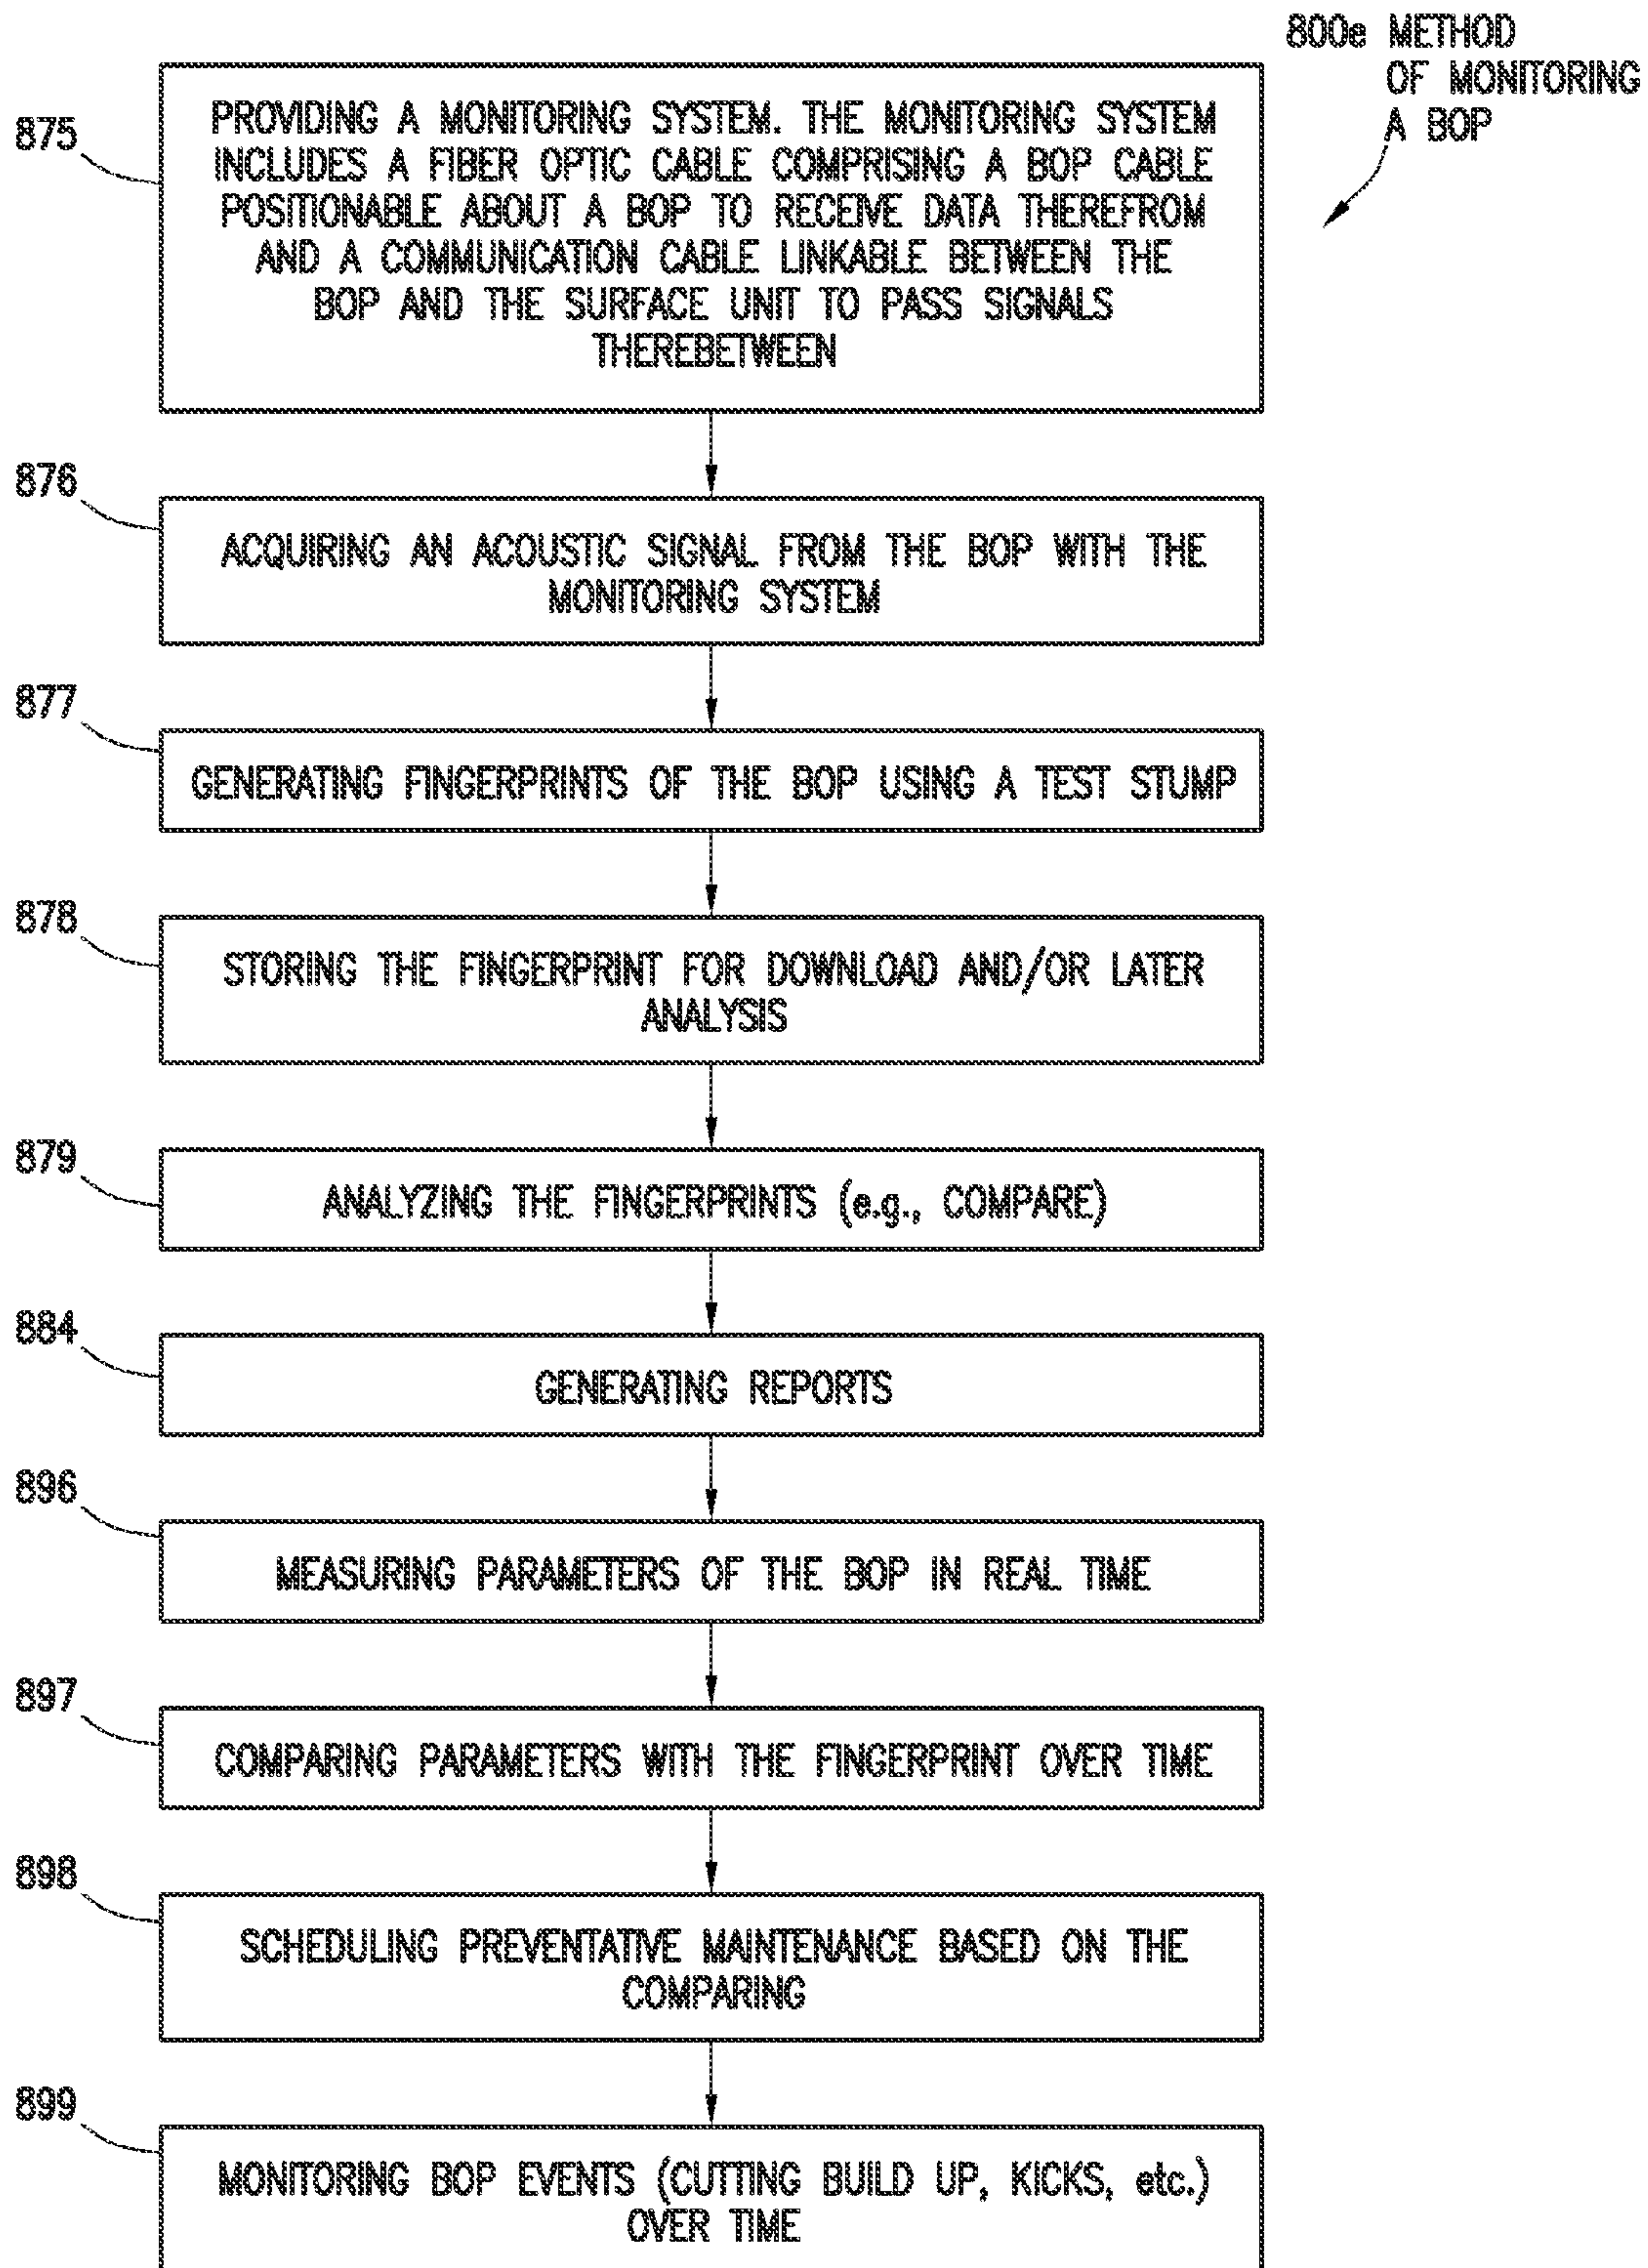 800e METHOD
OF MONITORING
A BOP
875
PROVIDING A MONITORING SYSTEM. THE MONITORING SYSTEM
INCLUDES A FIBER OPTIC CABLE COMPRISING A BOP CABLE
POSITIONABLE ABOUT A BOP TO RECEIVE DATA THEREFROM
AND A COMMUNICATION CABLE LINKABLE BETWEEN THE
BOP AND THE SURFACE UNIT TO PASS SIGNALS
THEREBETWEEN
876
ACQUIRING AN ACOUSTIC SIGNAL FROM THE BOP WITH THE
MONITORING SYSTEM
877
GENERATING FINGERPRINTS OF THE BOP USING A TEST STUMP
878
STORING THE FINGERPRINT FOR DOWNLOAD AND/OR LATER
ANALYSIS
879
ANALYZING THE FINGERPRINTS (e.g., COMPARE)
884
GENERATING REPORTS
896
MEASURING PARAMETERS OF THE BOP IN REAL TIME
897
COMPARING PARAMETERS WITH THE FINGERPRINT OVER TIME
898
SCHEDULING PREVENTATIVE MAINTENANCE BASED ON THE
COMPARING
899
MONITORING BOP EVENTS (CUTTING BUILD UP, KICKS, etc.)
OVER TIME